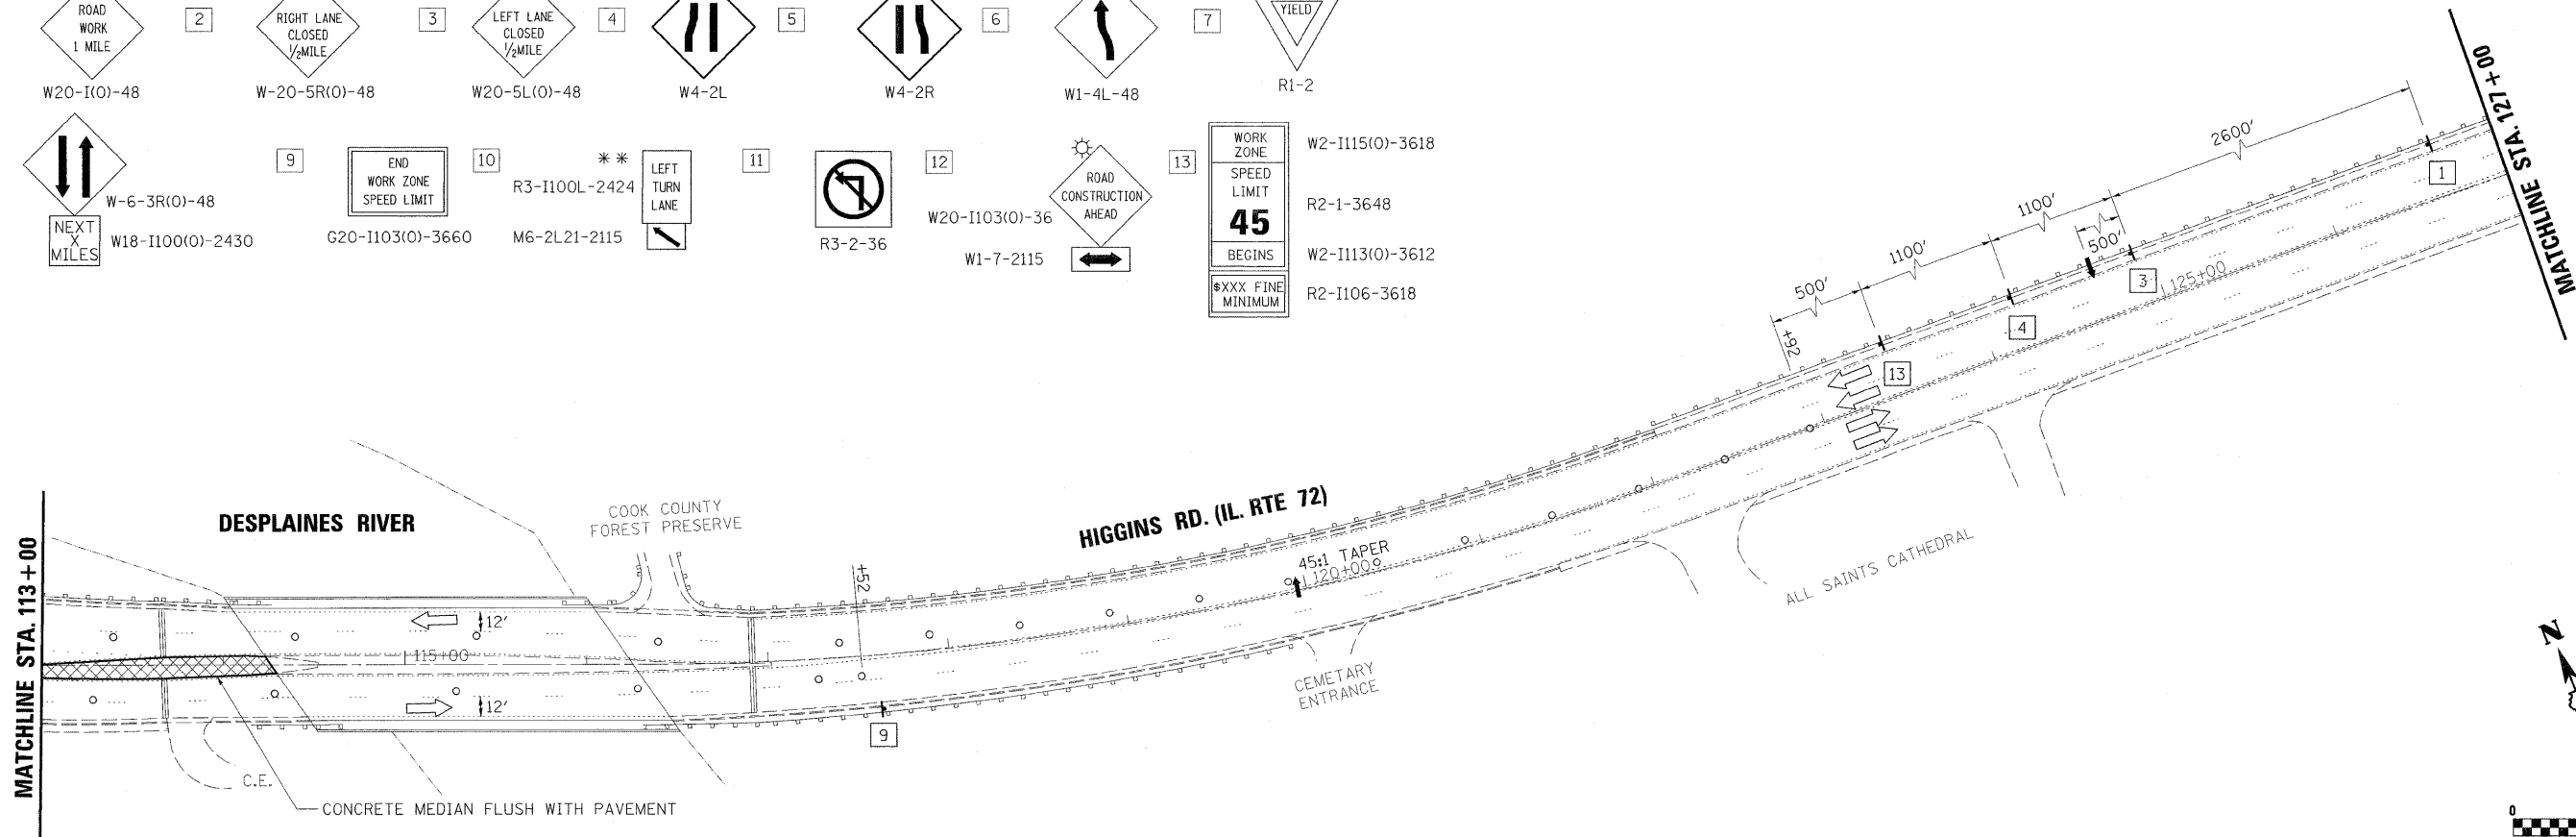 ROAD
WORK
1 MILE
W20-I(O)-48
2
RIGHT LANE
CLOSED
1/2MILE
W-20-5R(O)-48
3
LEFT LANE
CLOSED
1/2MILE
W20-5L(O)-48
4
W4-2L
5
W4-2R
6
W1-4L-48
7
YIELD
R1-2
W-6-3R(O)-48
NEXT
X
MILES
W18-I100(O)-2430
9
END
WORK ZONE
SPEED LIMIT
G20-I103(O)-3660
10
**
R3-I100L-2424
LEFT
TURN
LANE
M6-2L21-2115
11
R3-2-36
12
ROAD
CONSTRUCTION
AHEAD
W20-I103(O)-36
W1-7-2115
13
WORK
ZONE
W2-I115(O)-3618
SPEED
LIMIT
45
R2-1-3648
BEGINS
W2-I113(O)-3612
$XXX FINE
MINIMUM
R2-I106-3618
MATCHLINE STA. 127+00
2600'
1
1100'
500'
3
125+00
1100'
4
500'
+92
13
HIGGINS RD. (IL. RTE 72)
45:1 TAPER
120+00
ALL SAINTS CATHEDRAL
CEMETARY
ENTRANCE
DESPLAINES RIVER
COOK COUNTY
FOREST PRESERVE
+52
12'
115+00
12'
9
MATCHLINE STA. 113+00
C.E.
CONCRETE MEDIAN FLUSH WITH PAVEMENT
N
0